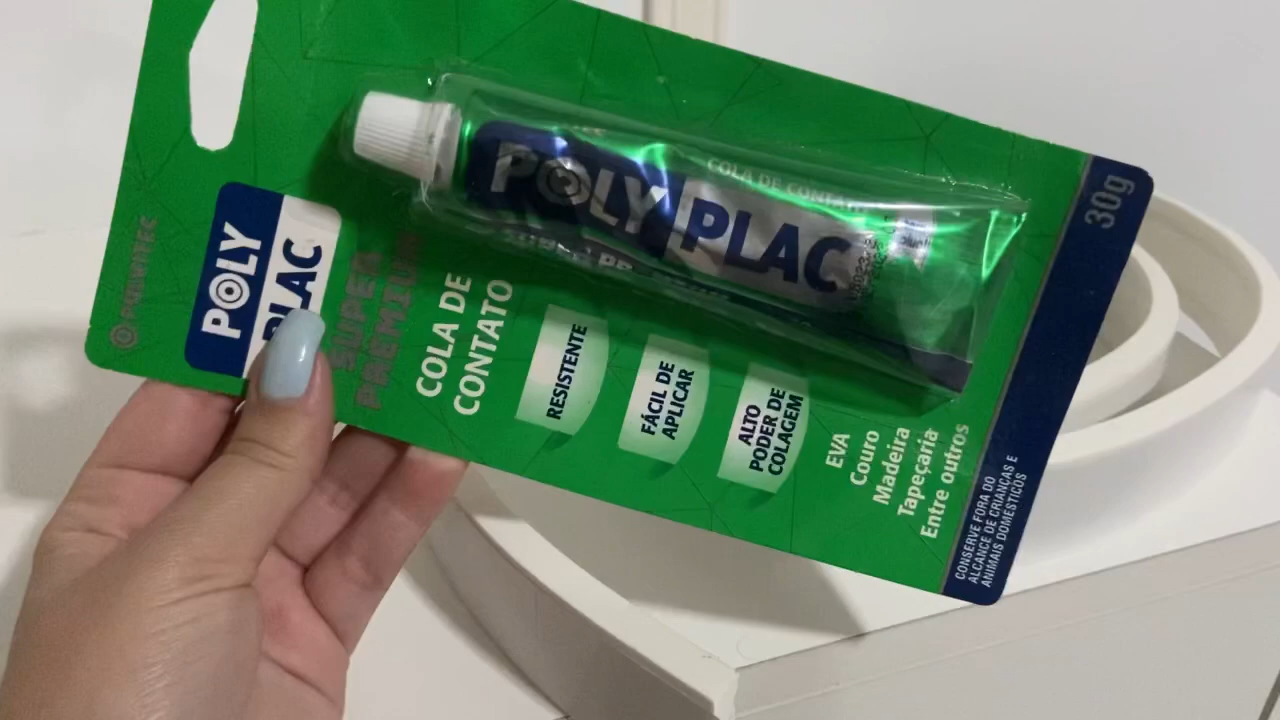 PULVITEC
POLY
PLAC
SUPER
PREMIUM
COLA DE
CONTATO
RESISTENTE
FÁCIL DE
APLICAR
ALTO
PODER DE
COLAGEM
EVA
Couro
Madeira
Tapeçaria
Entre outros
POLY PLAC
COLA DE CONTATO
30g
CONSERVE FORA DO
ALCANCE DE CRIANÇAS E
ANIMAIS DOMÉSTICOS